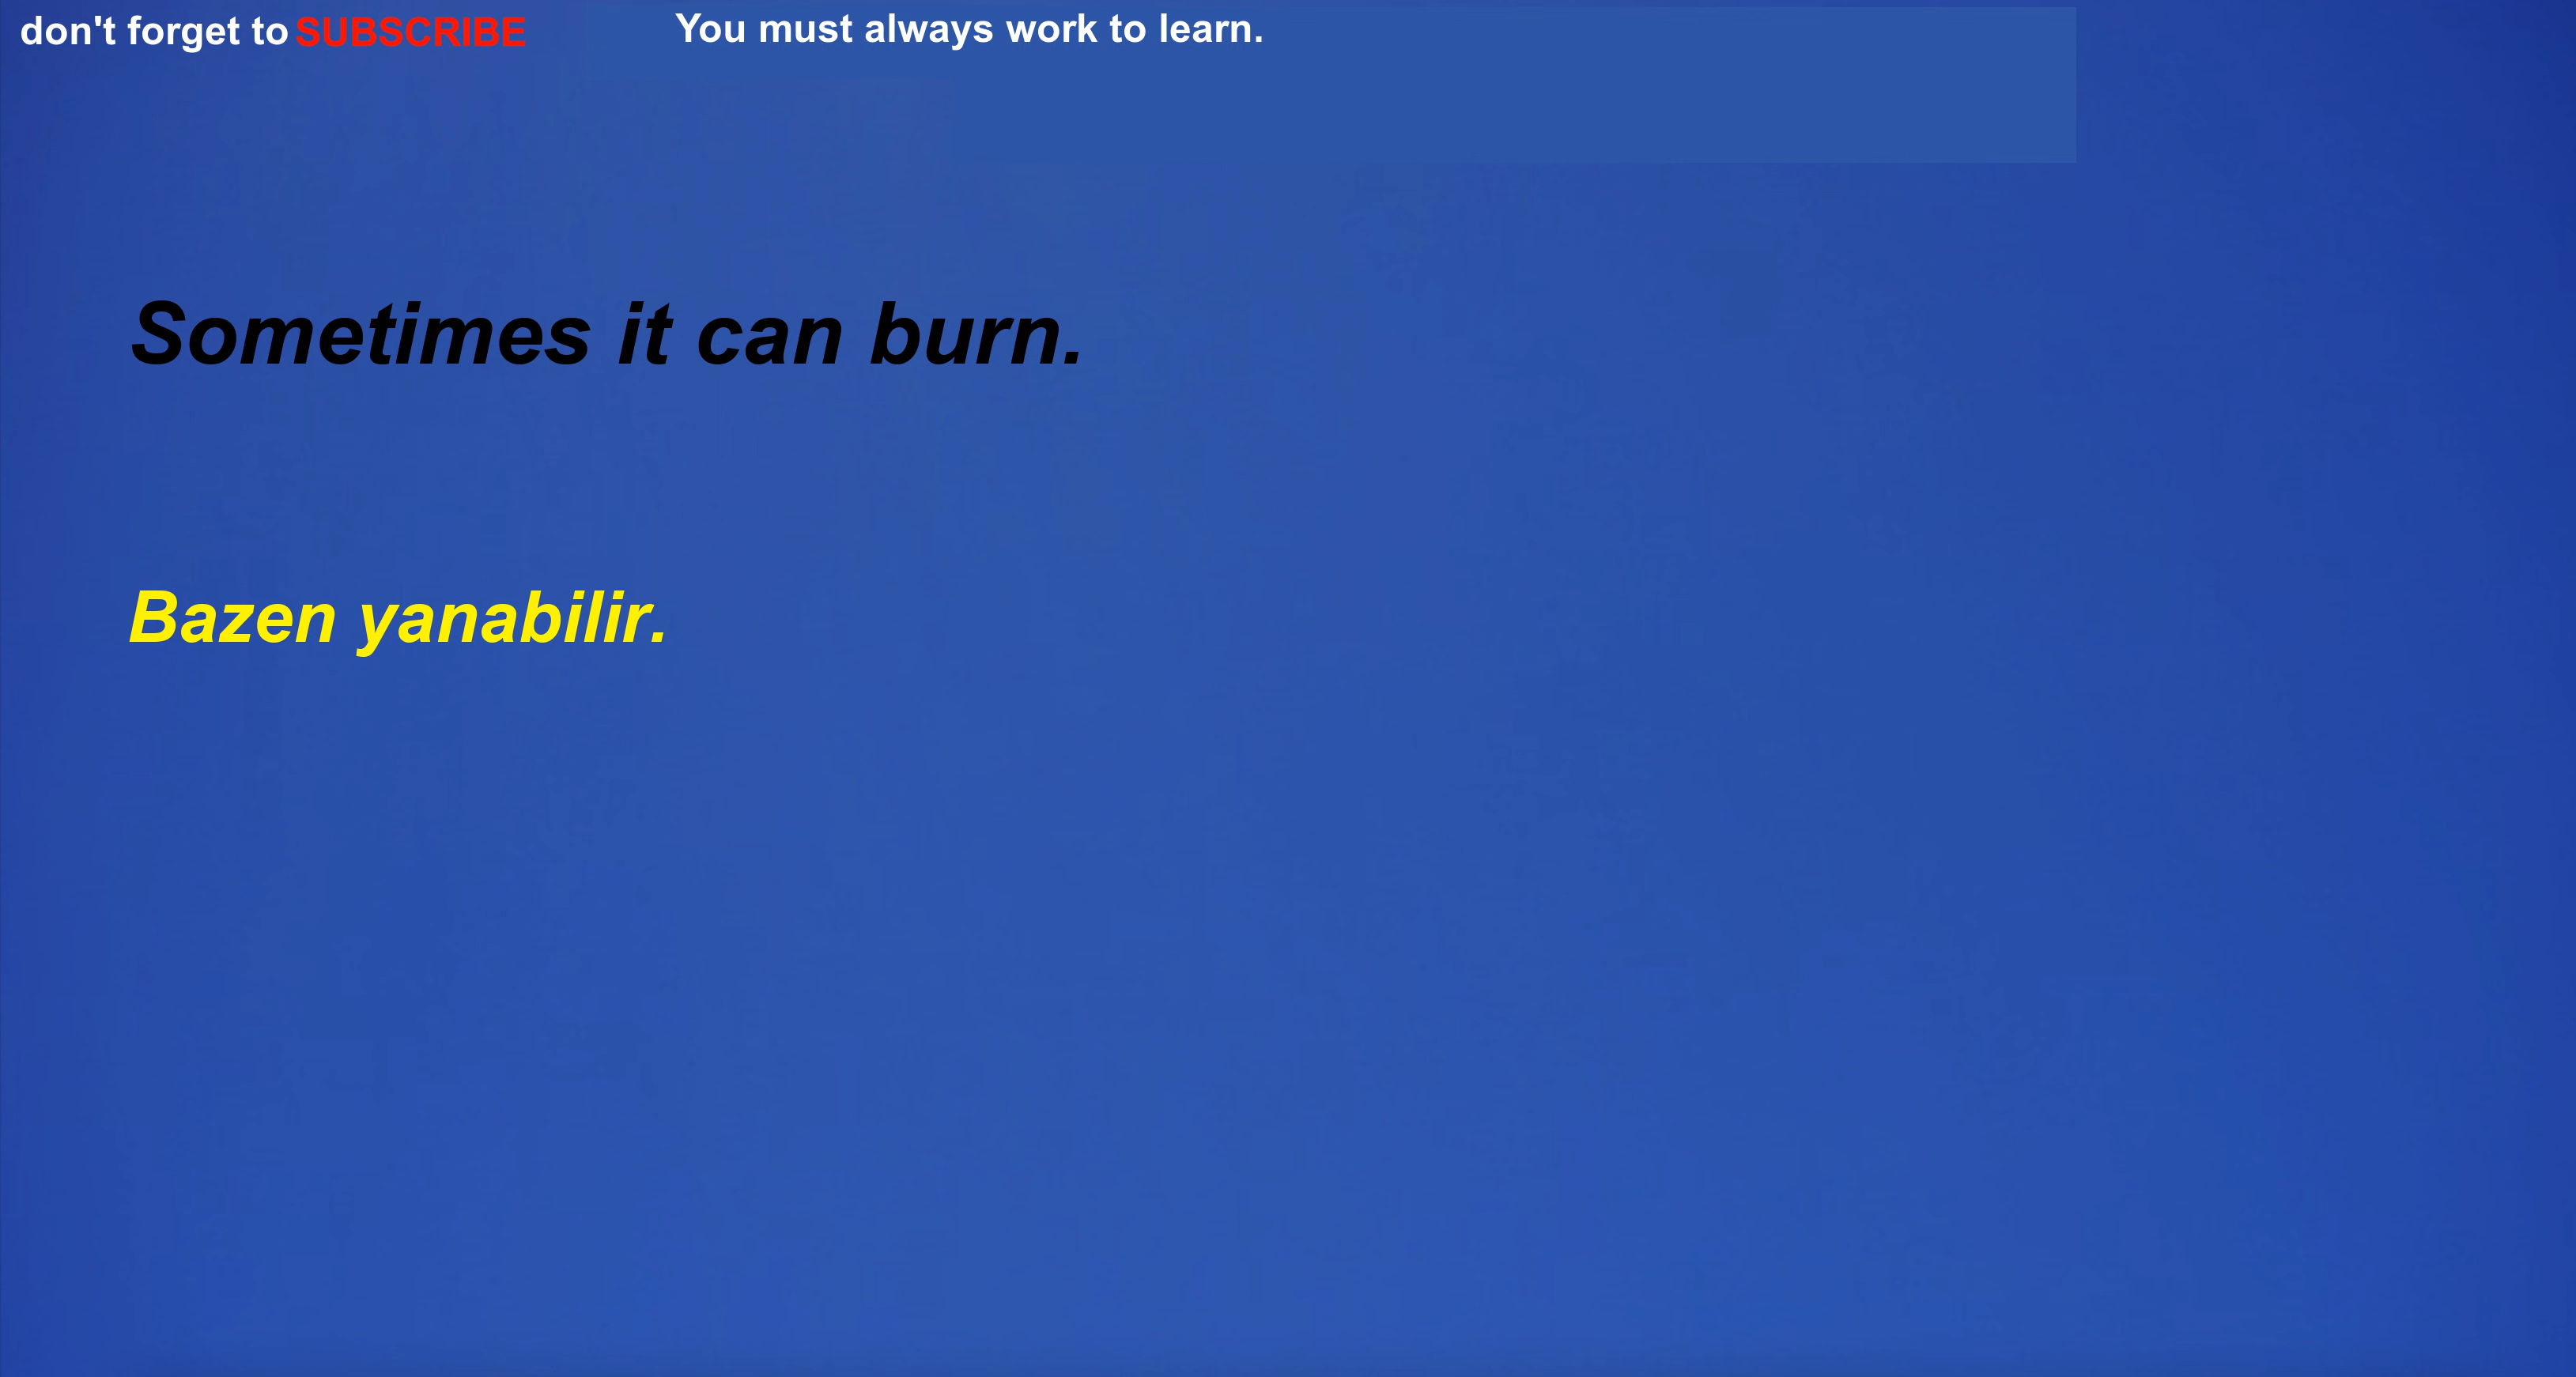 don't forget to SUBSCRIBE
You must always work to learn.
Sometimes it can burn.
Bazen yanabilir.